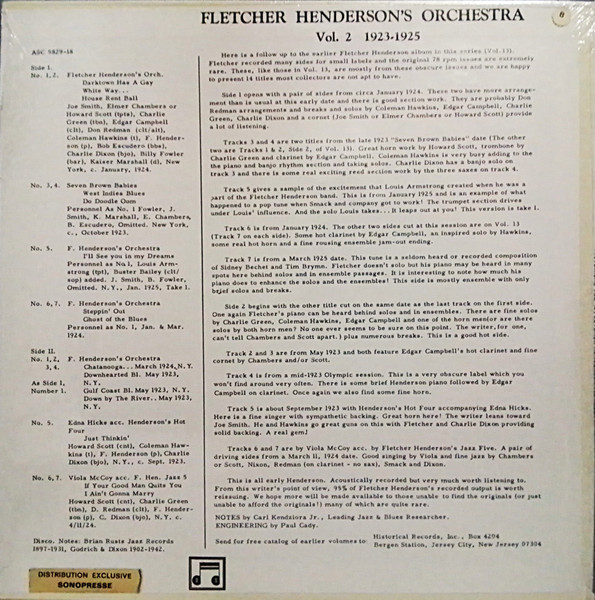 FLETCHER HENDERSON'S ORCHESTRA
Vol. 2 1923-1925
ASC 5829-18
Side I.
No. 1, 2. Fletcher Henderson's Orch.
Darktown Has A Gay
White Way...
House Rent Ball
Joe Smith, Elmer Chambers or
Howard Scott (tpts), Charlie
Green (tbn), Edgar Campbell
(clt), Don Redman (clt/alt),
Coleman Hawkins (t), F. Hender-
son (p), Bob Escudero (bbs),
Charlie Dixon (bjo), Billy Fowler
(bar), Kaiser Marshall (d), New
York, c. January, 1924.
No. 3, 4. Seven Brown Babies
West Indies Blues
Do Doodle Oom
Personnel As No. 1 Fowler, J.
Smith, K. Marshall, E. Chambers,
B. Escudero, Omitted. New York,
c., October 1923.
No. 5. F. Henderson's Orchestra
I'll See you in my Dreams
Personnel as No. 1, Louis Arm-
strong (tpt), Buster Bailey (clt/
sop) added. J. Smith, B. Fowler,
Omitted, N.Y., Jan. 1925, Take 1.
No. 6, 7. F. Henderson's Orchestra
Steppin' Out
Ghost of the Blues
Personnel as No. 1, Jan. & Mar.
1924.
Side II.
No. 1, 2, F. Henderson's Orchestra
3, 4. Chatanooga... March 1924, N.Y.
Downhearted Bl. May 1923,
As Side 1, N.Y.
Number 1. Gulf Coast Bl. May 1923, N.Y.
Down by The River.. May 1923,
N.Y.
No. 5. Edna Hicks acc. Henderson's Hot
Four
Just Thinkin'
Howard Scott (cnt), Coleman Haw-
kins (t), F. Henderson (p), Charlie
Dixon (bjo), N.Y., c. Sept. 1923.
No. 6, 7. Viola McCoy acc. F. Hen. Jazz 5
If Your Good Man Quits You
I Ain't Gonna Marry
Howard Scott (cnt), Charlie Green
(tbn), D. Redman (clt), F. Hender-
son (p), C. Dixon (bjo), N.Y. c.
4/11/24.
Disco. Notes: Brian Rusts Jazz Records
1897-1931, Godrich & Dixon 1902-1942.
DISTRIBUTION EXCLUSIVE
SONOPRESSE
Here is a follow up to the earlier Fletcher Henderson album in this series (Vol. 13).
Fletcher recorded many sides for small labels and the original 78 rpm issues are extremely
rare. These, like those in Vol. 13, are mostly from these obscure issues and we are happy
to present 14 titles most collectors are not apt to have.
Side 1 opens with a pair of sides from circa January 1924. These two have more arrange-
ment than is usual at this early date and there is good section work. They are probably Don
Redman arrangements and breaks and solos by Coleman Hawkins, Edgar Campbell, Charlie
Green, Charlie Dixon and a cornet (Joe Smith or Elmer Chambers or Howard Scott) provide
a lot of listening.
Tracks 3 and 4 are two titles from the late 1923 "Seven Brown Babies" date (The other
two are Tracks 1 & 2, Side 2, of Vol. 13). Great horn work by Howard Scott, trombone by
Charlie Green and clarinet by Edgar Campbell. Coleman Hawkins is very busy adding to the
the piano and banjo rhythm section and taking solos. Charlie Dixon has a banjo solo on
track 3 and there is some real exciting reed section work by the three saxes on track 4.
Track 5 gives a sample of the excitement that Louis Armstrong created when he was a
part of the Fletcher Henderson band. This is from January 1925 and is an example of what
happened to a pop tune when Smack and company got to work! The trumpet section drives
under Louis' influence. And the solo Louis takes...It leaps out at you! This version is take 1.
Track 6 is from January 1924. The other two sides cut at this session are on Vol. 13
(Track 7 on each side). Some hot clarinet by Edgar Campbell, an inspired solo by Hawkins,
some real hot horn and a fine rousing ensemble jam-out ending.
Track 7 is from a March 1925 date. This tune is a seldom heard or recorded composition
of Sidney Bechet and Tim Brymn. Fletcher doesn't solo but his piano may be heard in many
spots here behind solos and in ensemble passages. It is interesting to note how much his
piano does to enhance the solos and the ensembles! This side is mostly ensemble with only
brief solos and breaks.
Side 2 begins with the other title cut on the same date as the last track on the first side.
One again Fletcher's piano can be heard behind solos and in ensembles. There are fine solos
by Charlie Green, Coleman Hawkins, Edgar Campbell and one of the horn mentor are there
solos by both horn men? No one ever seems to be sure on this point. The writer, for one,
can't tell Chambers and Scott apart.) plus numerous breaks. This is a good hot side.
Track 2 and 3 are from May 1923 and both feature Edgar Campbell's hot clarinet and fine
cornet by Chambers and/or Scott.
Track 4 is from a mid-1923 Olympic session. This is a very obscure label which you
won't find around very often. There is some brief Henderson piano followed by Edgar
Campbell on clarinet. Once again we also find some fine horn.
Track 5 is about September 1923 with Henderson's Hot Four accompanying Edna Hicks.
Here is a fine singer with sympathetic backing. Great horn here! The writer leans toward
Joe Smith. He and Hawkins go great guns on this with Fletcher and Charlie Dixon providing
solid backing. A real gem!
Tracks 6 and 7 are by Viola McCoy acc. by Fletcher Henderson's Jazz Five. A pair of
driving sides from a March 11, 1924 date. Good singing by Viola and fine jazz by Chambers
or Scott, Nixon, Redman (on clarinet - no sax), Smack and Dixon.
This is all early Henderson. Acoustically recorded but very much worth listening to.
From this writer's point of view, 95% of Fletcher Henderson's recorded output is worth
reissuing. We hope more will be made available to those unable to find the originals (or just
unable to afford the originals!) many of which are quite rare.
NOTES by Carl Kendziora Jr., Leading Jazz & Blues Researcher.
ENGINEERING by Paul Cady.
Send for free catalog of earlier volumes to: Historical Records, Inc., Box 4204
Bergen Station, Jersey City, New Jersey 07304